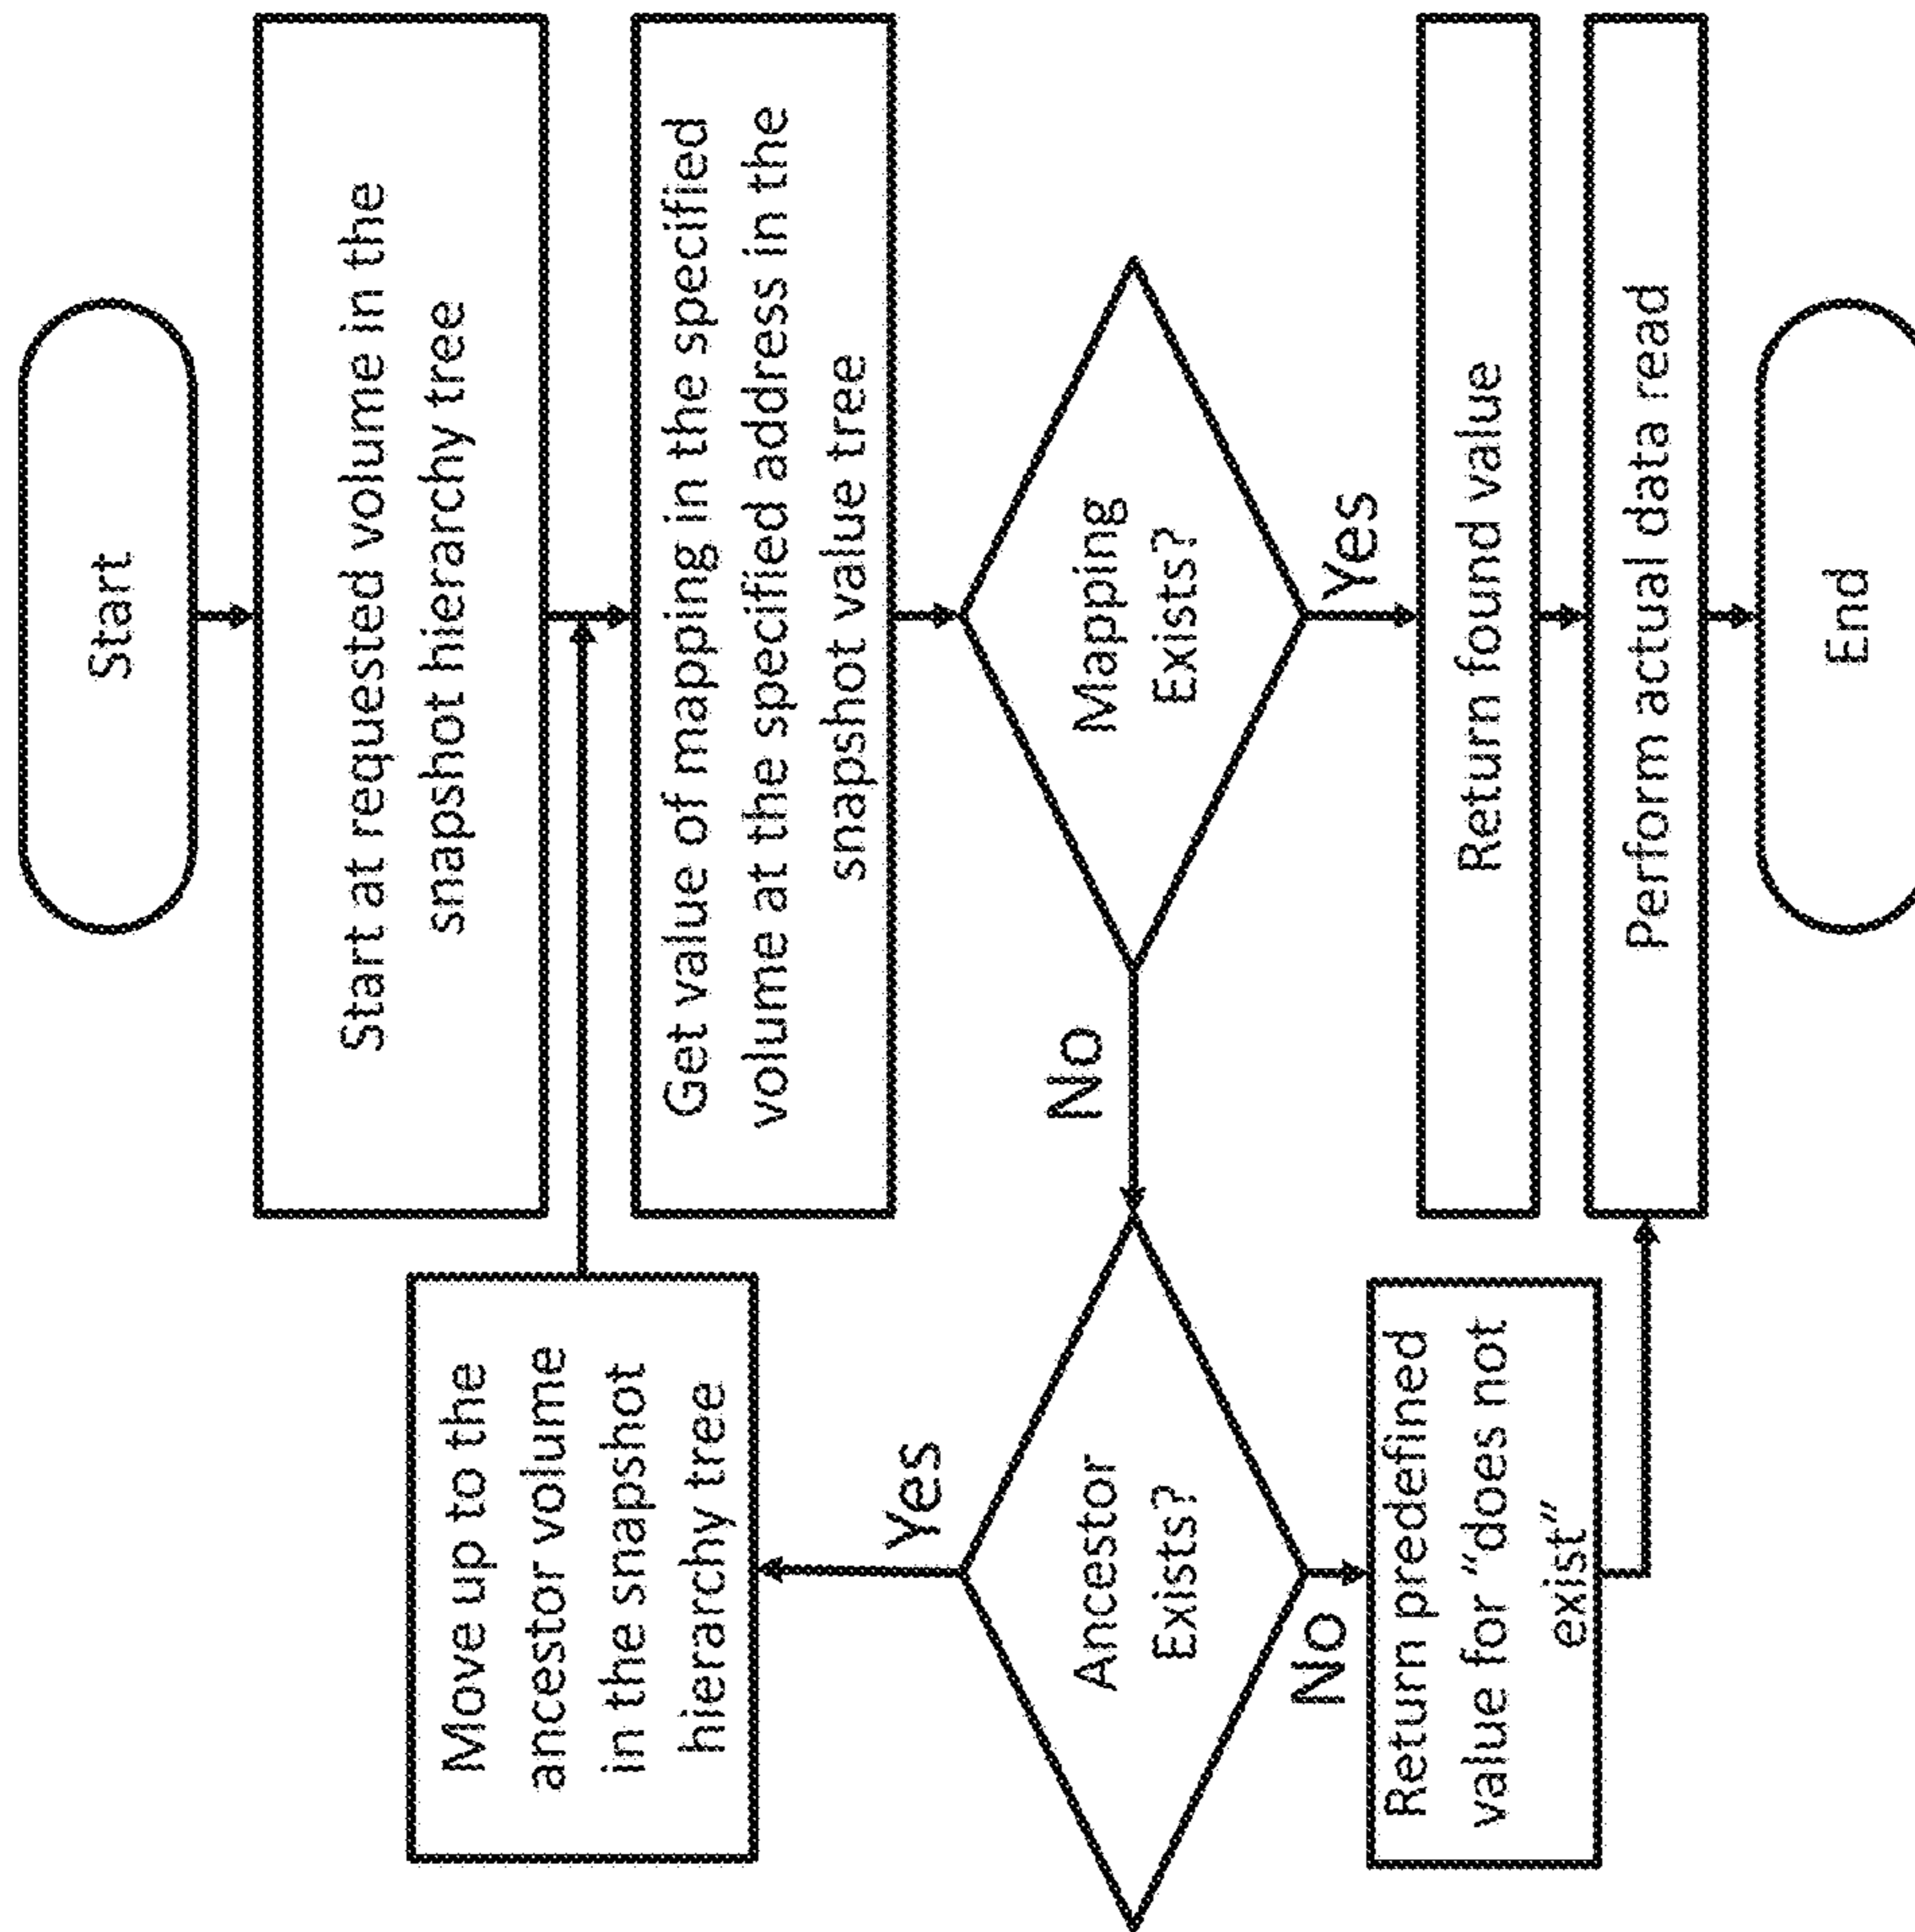 Start
Start at requested volume in the
snapshot hierarchy tree
Get value of mapping in the specified
volume at the specified address in the
snapshot value tree
Mapping
Exists?
Yes
Return found value
Perform actual data read
End
No
Move up to the
ancestor volume
in the snapshot
hierarchy tree
Yes
Ancestor
Exists?
No
Return predefined
value for "does not
exist"